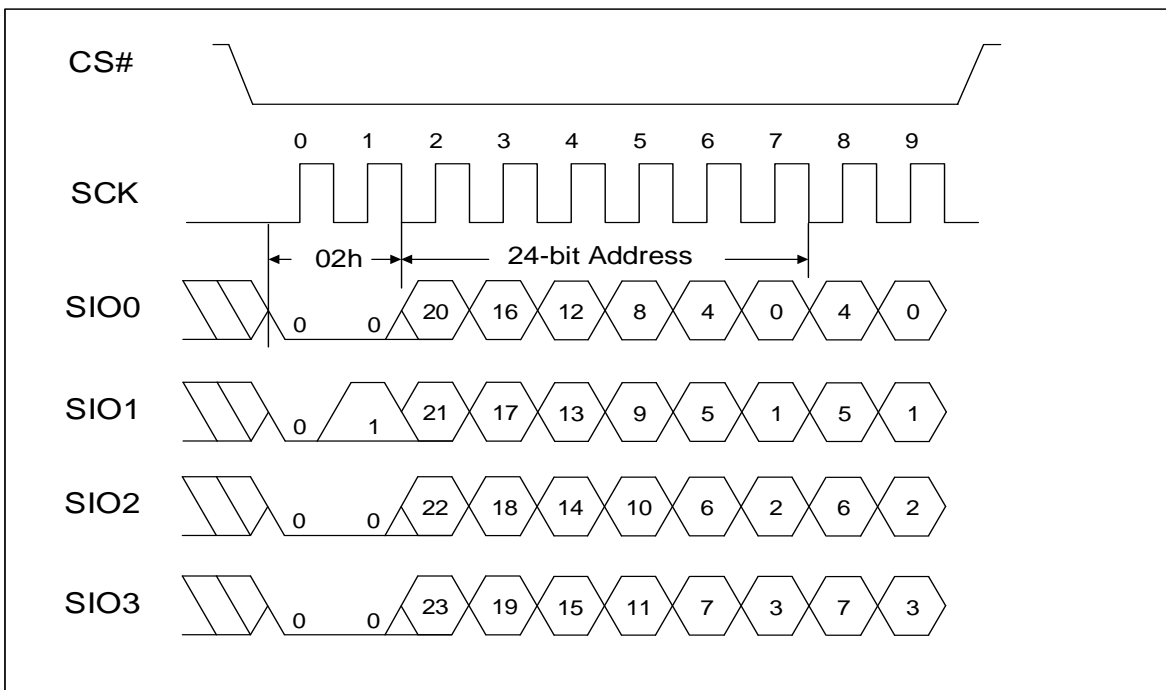 CS#
0 1 2 3 4 5 6 7 8 9
SCK
02h 24-bit Address
SIO0 0 0 20 16 12 8 4 0 4 0
SIO1 0 1 21 17 13 9 5 1 5 1
SIO2 0 0 22 18 14 10 6 2 6 2
SIO3 0 0 23 19 15 11 7 3 7 3